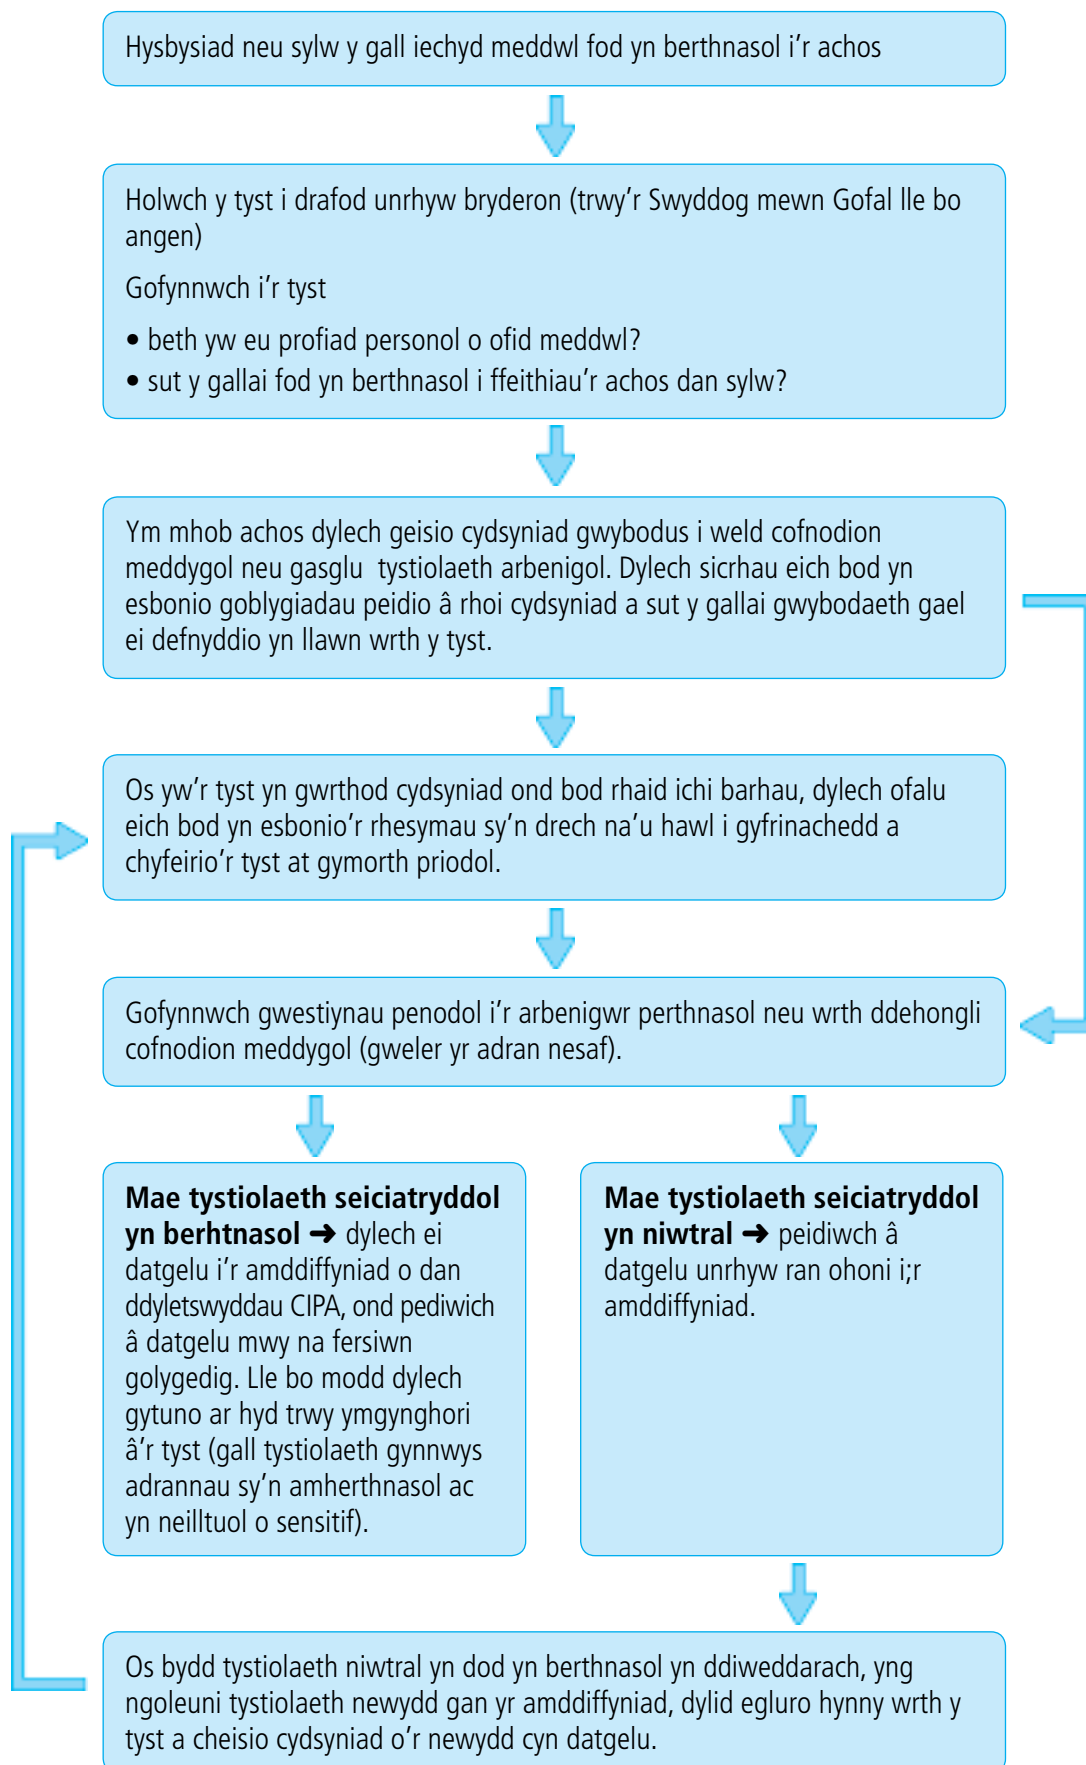 Hysbysiad neu sylw y gall iechyd meddwl fod yn berthnasol i’r achos
Holwch y tyst i drafod unrhyw bryderon (trwy’r Swyddog mewn Gofal lle bo
angen)
Gofynnwch i’r tyst
• beth yw eu profiad personol o ofid meddwl?
• sut y gallai fod yn berthnasol i ffeithiau’r achos dan sylw?
Ym mhob achos dylech geisio cydsyniad gwybodus i weld cofnodion
meddygol neu gasglu tystiolaeth arbenigol. Dylech sicrhau eich bod yn
esbonio goblygiadau peidio â rhoi cydsyniad a sut y gallai gwybodaeth gael
ei defnyddio yn llawn wrth y tyst.
Os yw’r tyst yn gwrthod cydsyniad ond bod rhaid ichi barhau, dylech ofalu
eich bod yn esbonio’r rhesymau sy’n drech na’u hawl i gyfrinachedd a
chyfeirio’r tyst at gymorth priodol.
Gofynnwch gwestiynau penodol i’r arbenigwr perthnasol neu wrth ddehongli
cofnodion meddygol (gweler yr adran nesaf).
Mae tystiolaeth seiciatryddol
yn berhtnasol ➜ dylech ei
datgelu i’r amddiffyniad o dan
ddyletswyddau CIPA, ond pediwich
â datgelu mwy na fersiwn
golygedig. Lle bo modd dylech
gytuno ar hyd trwy ymgynghori
â’r tyst (gall tystiolaeth gynnwys
adrannau sy’n amherthnasol ac
yn neilltuol o sensitif).
Mae tystiolaeth seiciatryddol
yn niwtral ➜ peidiwch â
datgelu unrhyw ran ohoni i;r
amddiffyniad.
Os bydd tystiolaeth niwtral yn dod yn berthnasol yn ddiweddarach, yng
ngoleuni tystiolaeth newydd gan yr amddiffyniad, dylid egluro hynny wrth y
tyst a cheisio cydsyniad o’r newydd cyn datgelu.